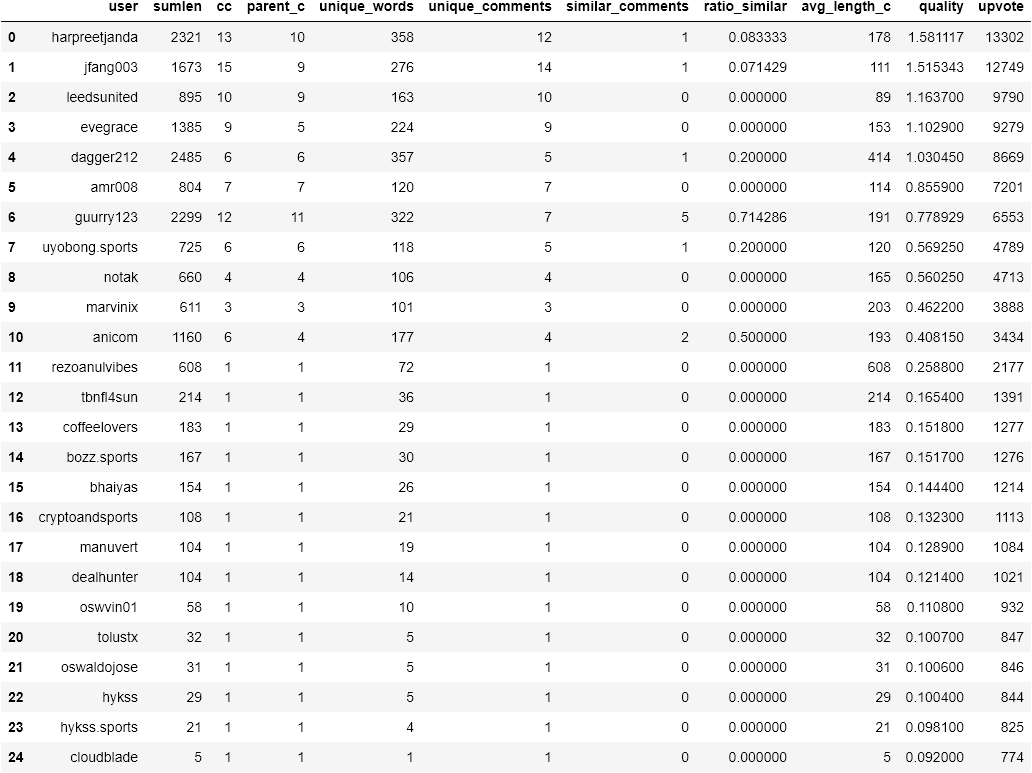 user sumlen cc parent_c unique_words unique_comments similar_comments ratio_similar avg_length_c quality upvote
0 harpreetjanda 2321 13 10 358 12 1 0.083333 178 1.581117 13302
1 jfang003 1673 15 9 276 14 1 0.071429 111 1.515343 12749
2 leedsunited 895 10 9 163 10 0 0.000000 89 1.163700 9790
3 evegrace 1385 9 5 224 9 0 0.000000 153 1.102900 9279
4 dagger212 2485 6 6 357 5 1 0.200000 414 1.030450 8669
5 amr008 804 7 7 120 7 0 0.000000 114 0.855900 7201
6 guurry123 2299 12 11 322 7 5 0.714286 191 0.778929 6553
7 uyobong.sports 725 6 6 118 5 1 0.200000 120 0.569250 4789
8 notak 660 4 4 106 4 0 0.000000 165 0.560250 4713
9 marvinix 611 3 3 101 3 0 0.000000 203 0.462200 3888
10 anicom 1160 6 4 177 4 2 0.500000 193 0.408150 3434
11 rezoanulvibes 608 1 1 72 1 0 0.000000 608 0.258800 2177
12 tbnfl4sun 214 1 1 36 1 0 0.000000 214 0.165400 1391
13 coffeelovers 183 1 1 29 1 0 0.000000 183 0.151800 1277
14 bozz.sports 167 1 1 30 1 0 0.000000 167 0.151700 1276
15 bhaiyas 154 1 1 26 1 0 0.000000 154 0.144400 1214
16 cryptoandsports 108 1 1 21 1 0 0.000000 108 0.132300 1113
17 manuvert 104 1 1 19 1 0 0.000000 104 0.128900 1084
18 dealhunter 104 1 1 14 1 0 0.000000 104 0.121400 1021
19 oswvin01 58 1 1 10 1 0 0.000000 58 0.110800 932
20 tolustx 32 1 1 5 1 0 0.000000 32 0.100700 847
21 oswaldojose 31 1 1 5 1 0 0.000000 31 0.100600 846
22 hykss 29 1 1 5 1 0 0.000000 29 0.100400 844
23 hykss.sports 21 1 1 4 1 0 0.000000 21 0.098100 825
24 cloudblade 5 1 1 1 1 0 0.000000 5 0.092000 774